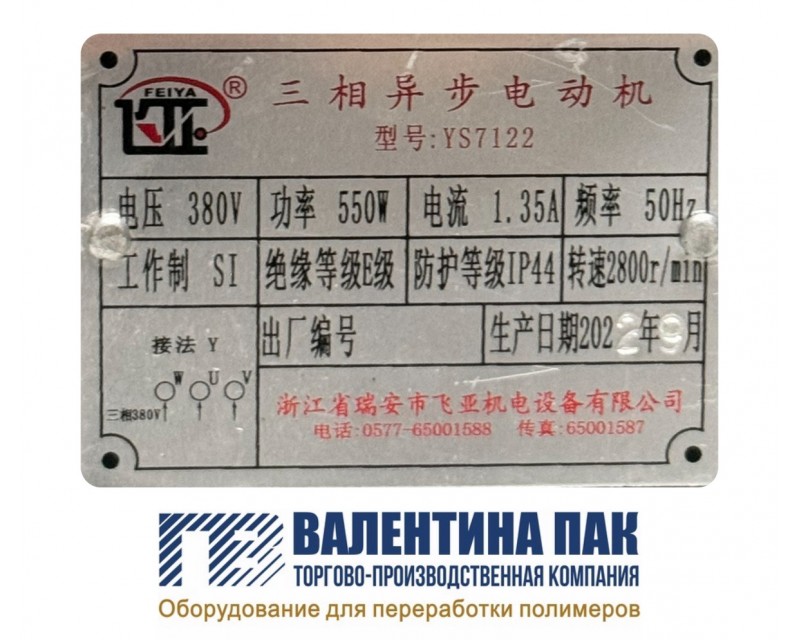 FEIYA ® 三相异步电动机
型号:YS7122
电压 380V 功率 550W 电流 1.35A 频率 50Hz
工作制 SI 绝缘等级E级 防护等级IP44 转速2800r/min
接法 Y 出厂编号 生产日期2022年9月
W U V
三相380V
浙江省瑞安市飞亚机电设备有限公司
电话:0577-65001588 传真:65001587
ВАЛЕНТИНА ПАК
ТОРГОВО-ПРОИЗВОДСТВЕННАЯ КОМПАНИЯ
Оборудование для переработки полимеров